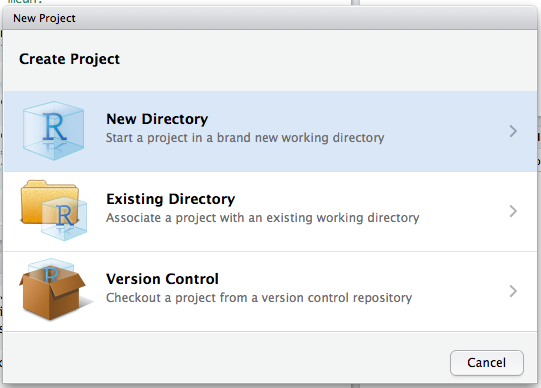 mean.
New Project
Create Project
R
New Directory
Start a project in a brand new working directory
R
Existing Directory
Associate a project with an existing working directory
R
Version Control
Checkout a project from a version control repository
Cancel